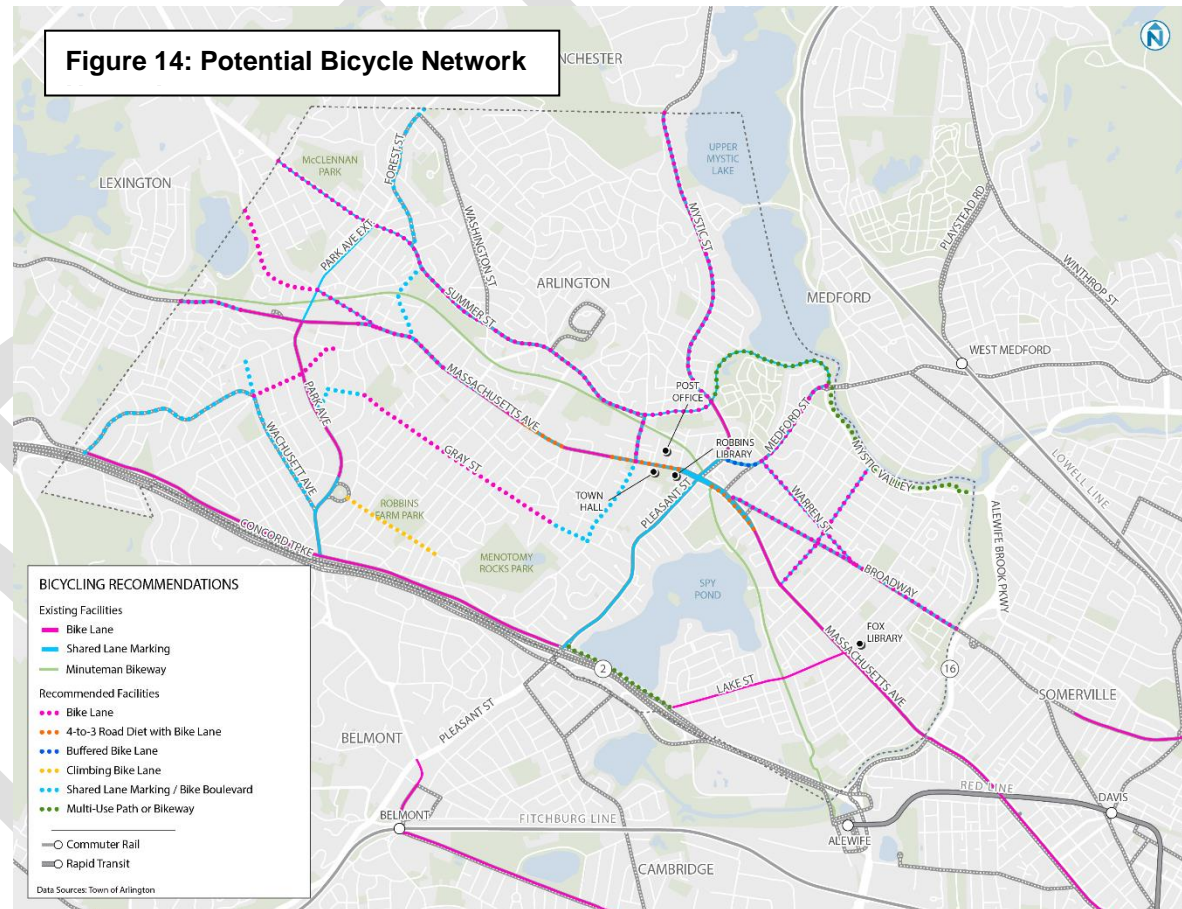 Figure 14: Potential Bicycle Network
NCHESTER
N
McCLENNAN
PARK
FOREST ST
UPPER
MYSTIC
LAKE
LEXINGTON
WASHINGTON ST
PLAYSTEAD RD
PARK AVE EXT.
MYSTIC ST
WINTHROP ST
ARLINGTON
MEDFORD
SUMMER ST
WEST MEDFORD
MASSACHUSETTS AVE
POST
OFFICE
MEDFORD ST
PARK AVE
ROBBINS
LIBRARY
WACHUSETT AVE
GRAY ST
MYSTIC VALLEY
LOWELL LINE
TOWN
HALL
PLEASANT ST
WARREN ST
ROBBINS
FARM PARK
ALEWIFE BROOK PKWY
CONCORD TPKE
MENOTOMY
ROCKS PARK
BROADWAY
SPY
POND
FOX
LIBRARY
MASSACHUSETTS AVE
2
16
LAKE ST
SOMERVILLE
PLEASANT ST
BELMONT
RED LINE
DAVIS
BELMONT
FITCHBURG LINE
ALEWIFE
CAMBRIDGE
BICYCLING RECOMMENDATIONS
Existing Facilities
Bike Lane
Shared Lane Marking
Minuteman Bikeway
Recommended Facilities
Bike Lane
4-to-3 Road Diet with Bike Lane
Buffered Bike Lane
Climbing Bike Lane
Shared Lane Marking / Bike Boulevard
Multi-Use Path or Bikeway
Commuter Rail
Rapid Transit
Data Sources: Town of Arlington